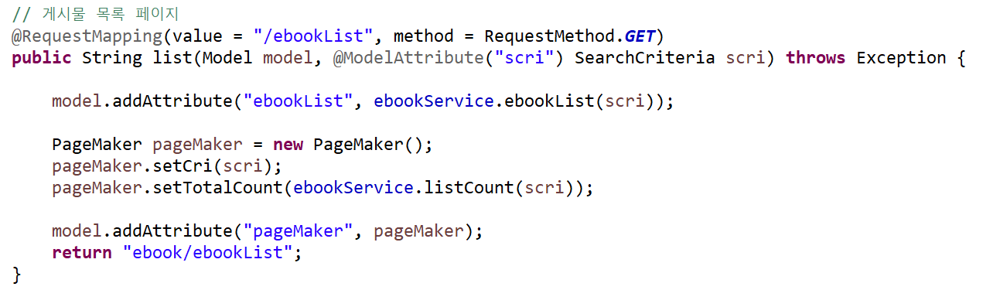 // 게시물 목록 페이지
@RequestMapping(value = "/ebookList", method = RequestMethod.GET)
public String list(Model model, @ModelAttribute("scri") SearchCriteria scri) throws Exception {
model.addAttribute("ebookList", ebookService.ebookList(scri));
PageMaker pageMaker = new PageMaker();
pageMaker.setCri(scri);
pageMaker.setTotalCount(ebookService.listCount(scri));
model.addAttribute("pageMaker", pageMaker);
return "ebook/ebookList";
}